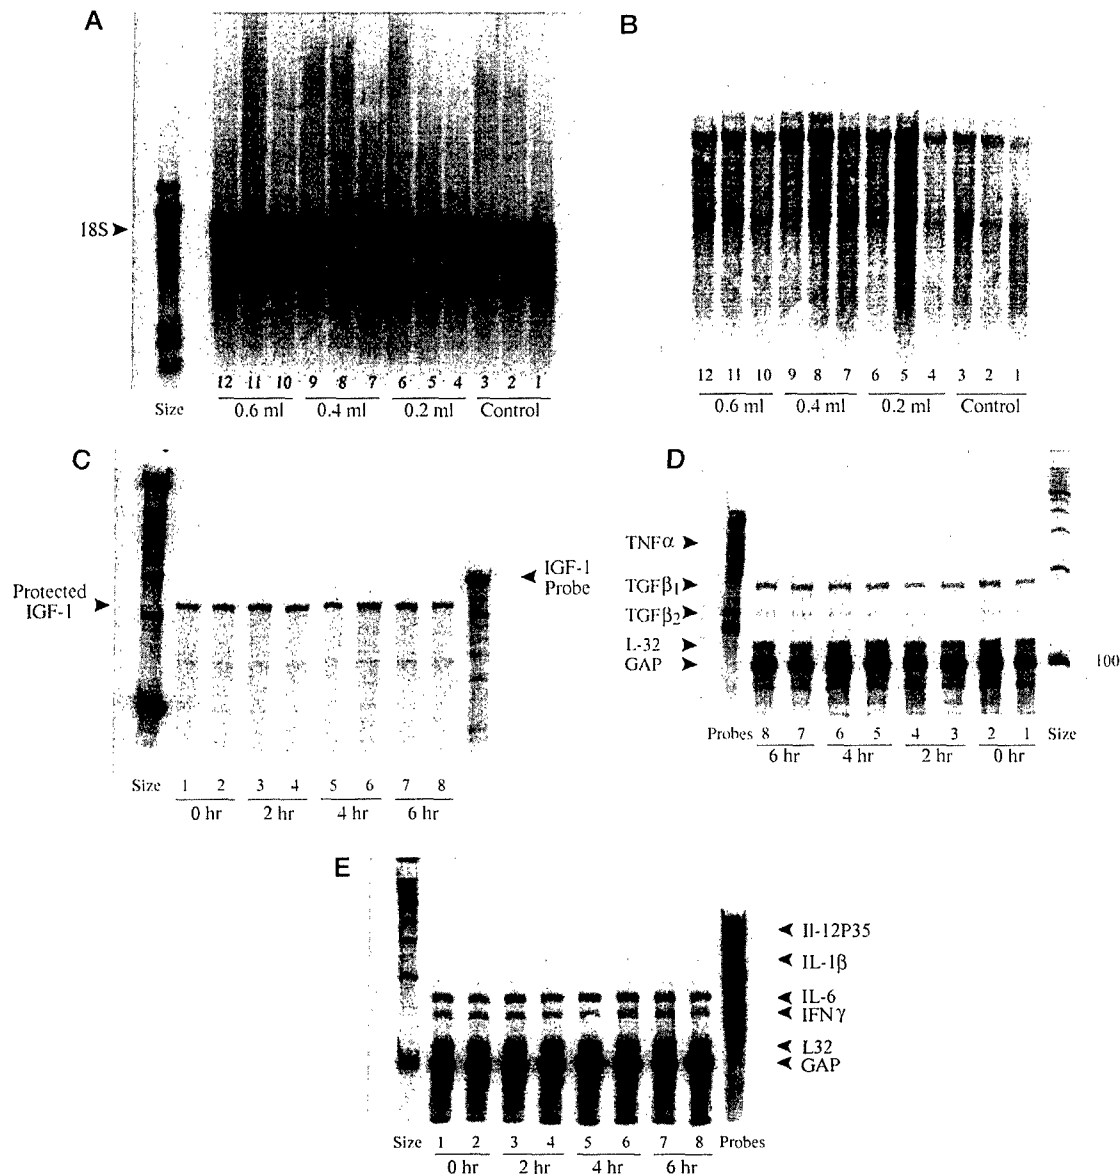 A
18S
12 11 10 9 8 7 6 5 4 3 2 1
Size 0.6 ml 0.4 ml 0.2 ml Control
B
12 11 10 9 8 7 6 5 4 3 2 1
0.6 ml 0.4 ml 0.2 ml Control
C
Protected
IGF-1
IGF-1
Probe
Size 1 2 3 4 5 6 7 8
0 hr 2 hr 4 hr 6 hr
D
TNFα
TGFβ1
TGFβ2
L-32
GAP
100
Probes 8 7 6 5 4 3 2 1 Size
6 hr 4 hr 2 hr 0 hr
E
Il-12P35
IL-1β
IL-6
IFNγ
L32
GAP
Size 1 2 3 4 5 6 7 8 Probes
0 hr 2 hr 4 hr 6 hr